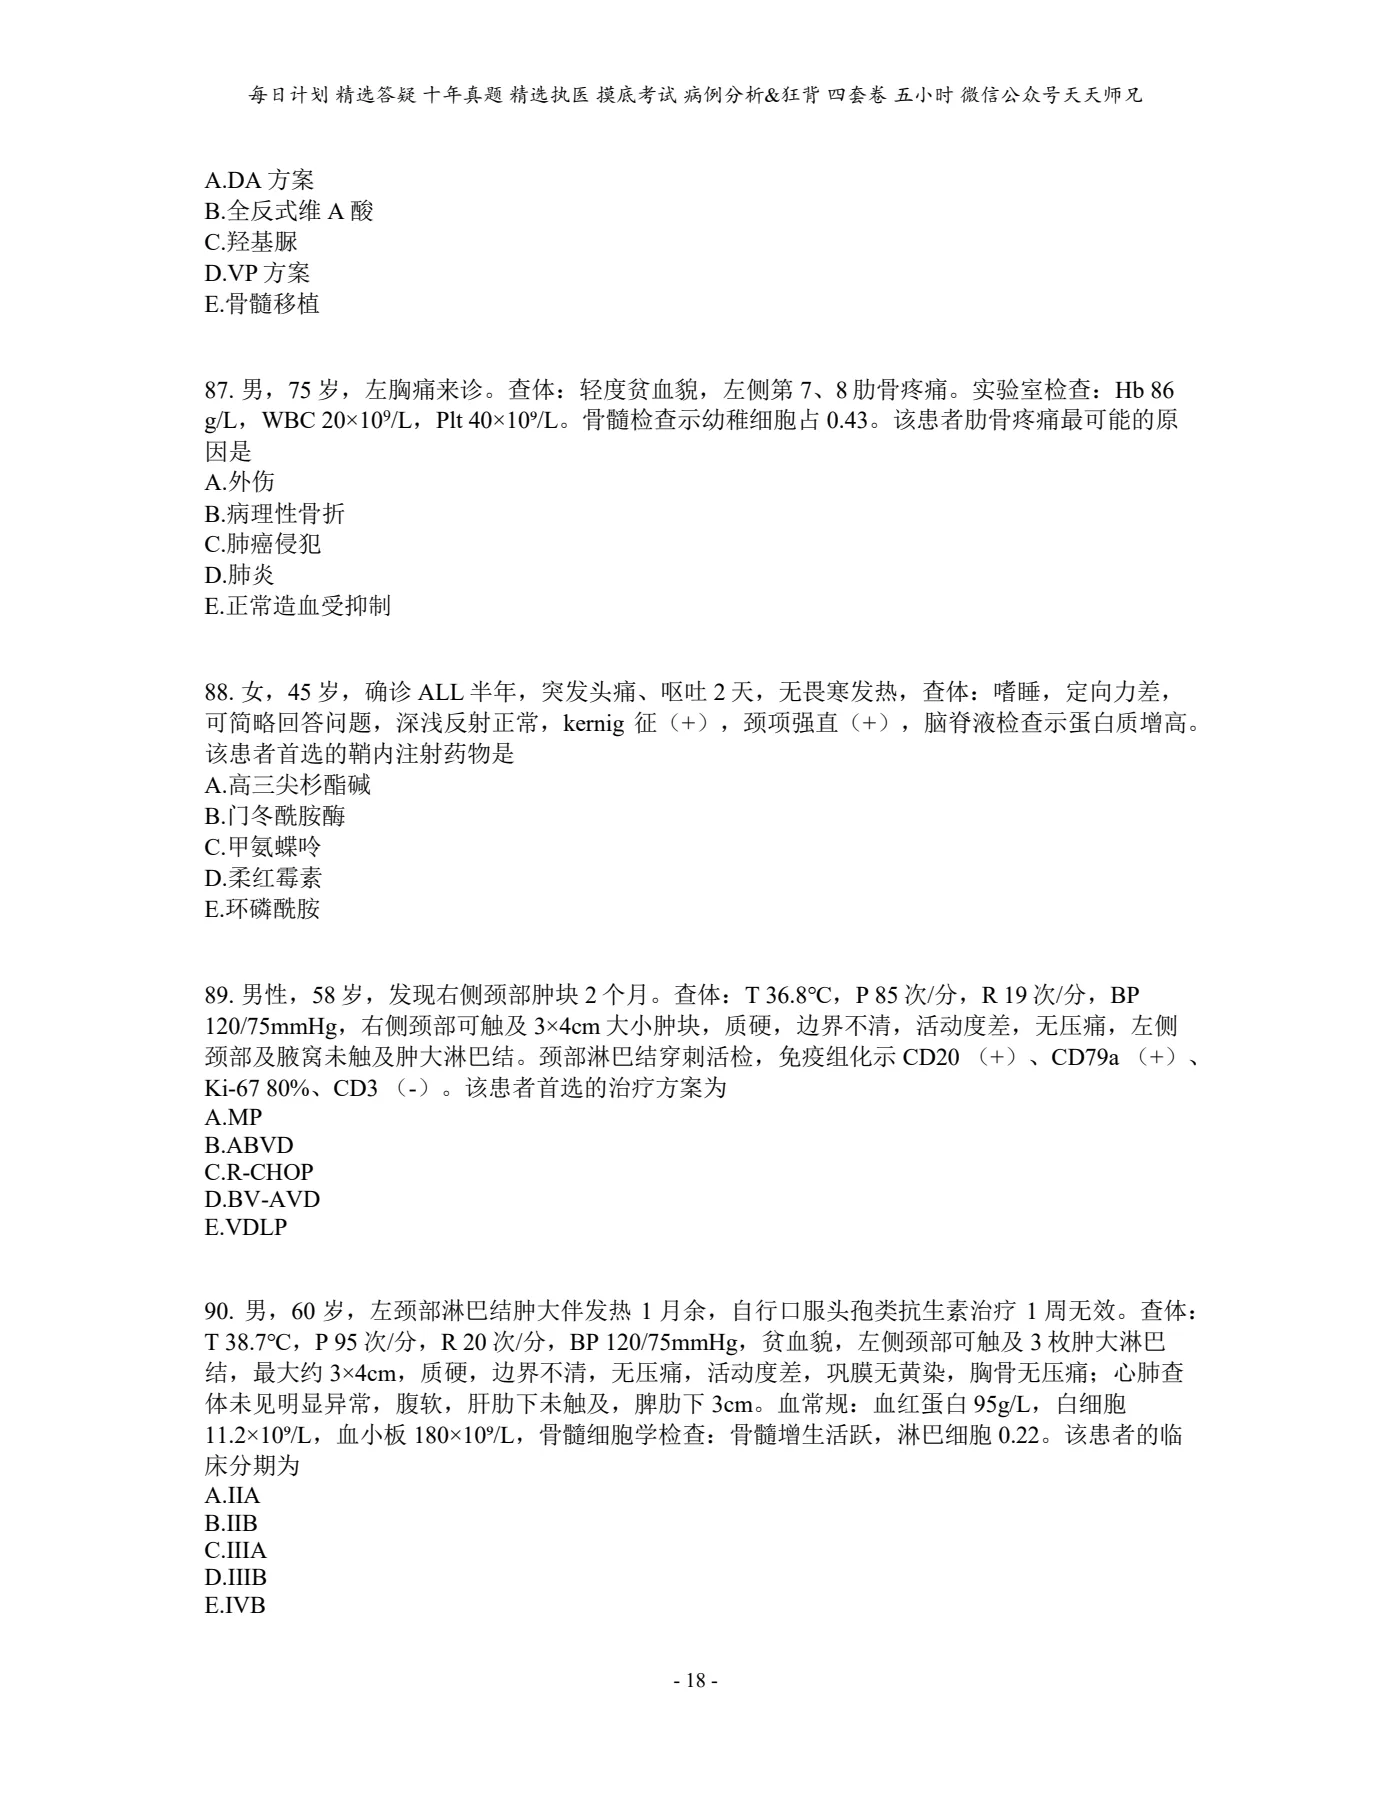 每日计划 精选答疑 十年真题 精选执医 摸底考试 病例分析&狂背 四套卷 五小时 微信公众号天天师兄
A.DA 方案
B.全反式维 A 酸
C.羟基脲
D.VP 方案
E.骨髓移植
87. 男，75 岁，左胸痛来诊。查体：轻度贫血貌，左侧第 7、8 肋骨疼痛。实验室检查：Hb 86
g/L，WBC 20×10⁹/L，Plt 40×10⁹/L。骨髓检查示幼稚细胞占 0.43。该患者肋骨疼痛最可能的原
因是
A.外伤
B.病理性骨折
C.肺癌侵犯
D.肺炎
E.正常造血受抑制
88. 女，45 岁，确诊 ALL 半年，突发头痛、呕吐 2 天，无畏寒发热，查体：嗜睡，定向力差，
可简略回答问题，深浅反射正常，kernig 征（+），颈项强直（+），脑脊液检查示蛋白质增高。
该患者首选的鞘内注射药物是
A.高三尖杉酯碱
B.门冬酰胺酶
C.甲氨蝶呤
D.柔红霉素
E.环磷酰胺
89. 男性，58 岁，发现右侧颈部肿块 2 个月。查体：T 36.8℃，P 85 次/分，R 19 次/分，BP
120/75mmHg，右侧颈部可触及 3×4cm 大小肿块，质硬，边界不清，活动度差，无压痛，左侧
颈部及腋窝未触及肿大淋巴结。颈部淋巴结穿刺活检，免疫组化示 CD20 （+）、CD79a （+）、
Ki-67 80%、CD3 （-）。该患者首选的治疗方案为
A.MP
B.ABVD
C.R-CHOP
D.BV-AVD
E.VDLP
90. 男，60 岁，左颈部淋巴结肿大伴发热 1 月余，自行口服头孢类抗生素治疗 1 周无效。查体：
T 38.7℃，P 95 次/分，R 20 次/分，BP 120/75mmHg，贫血貌，左侧颈部可触及 3 枚肿大淋巴
结，最大约 3×4cm，质硬，边界不清，无压痛，活动度差，巩膜无黄染，胸骨无压痛；心肺查
体未见明显异常，腹软，肝肋下未触及，脾肋下 3cm。血常规：血红蛋白 95g/L，白细胞
11.2×10⁹/L，血小板 180×10⁹/L，骨髓细胞学检查：骨髓增生活跃，淋巴细胞 0.22。该患者的临
床分期为
A.IIA
B.IIB
C.IIIA
D.IIIB
E.IVB
- 18 -